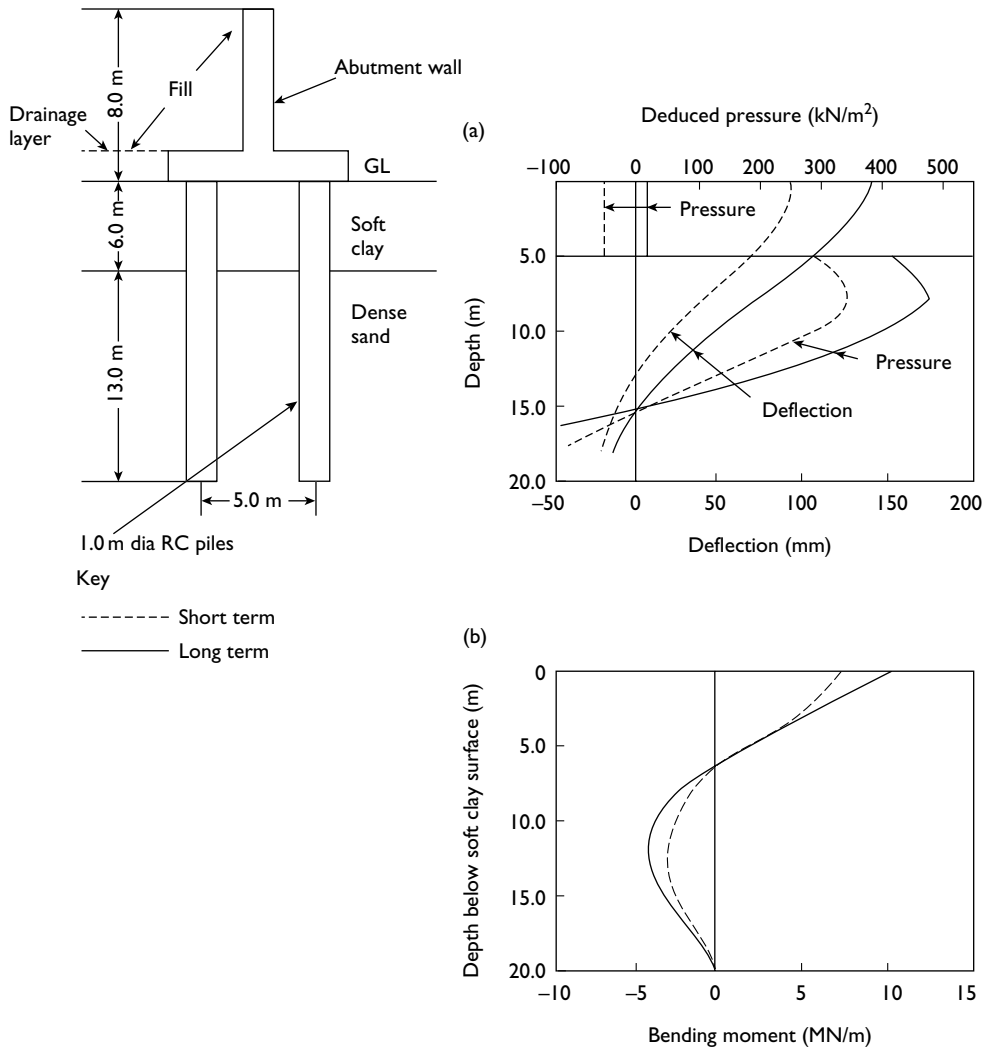 8.0 m
Fill
Abutment wall
Drainage
layer
GL
6.0 m
Soft
clay
13.0 m
Dense
sand
5.0 m
1.0 m dia RC piles
Key
Short term
Long term
(a)
Deduced pressure (kN/m²)
−100 0 100 200 300 400 500
Pressure
5.0
10.0
15.0
20.0
Depth (m)
Pressure
Deflection
−50 0 50 100 150 200
Deflection (mm)
(b)
0
5.0
10.0
15.0
20.0
Depth below soft clay surface (m)
−10 −5 0 5 10 15
Bending moment (MN/m)